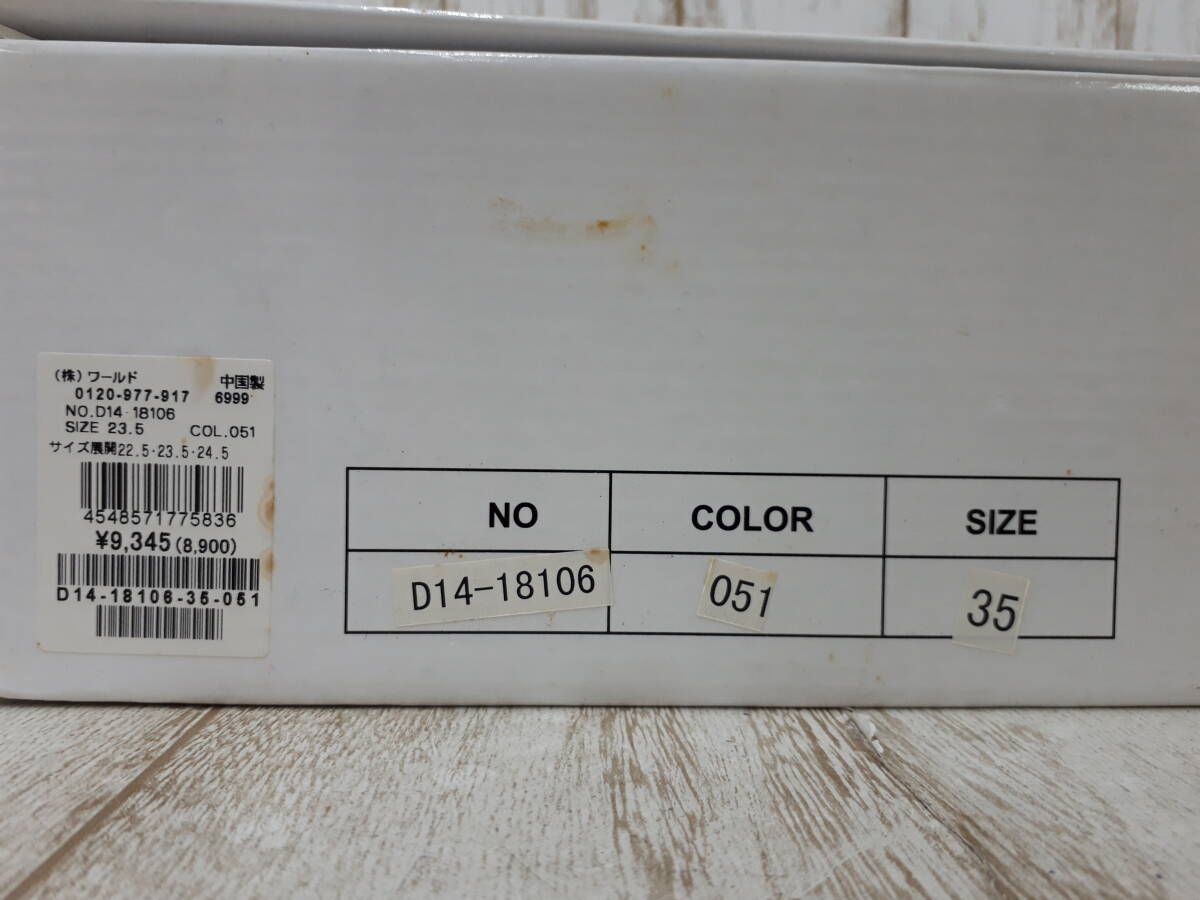 (株)ワールド 中国製
0120-977-917 6999
NO.D14-18106
SIZE 23.5 COL.051
サイズ展開22.5·23.5·24.5
4548571775836
¥9,345(8,900)
D14-18106-35-051
NO COLOR SIZE
D14-18106 051 35